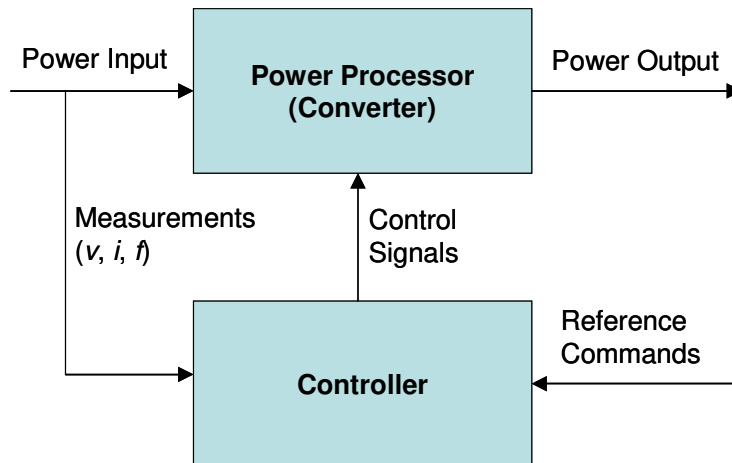 Power Input
Power Processor
(Converter)
Power Output
Measurements
(v, i, f)
Control
Signals
Reference
Commands
Controller